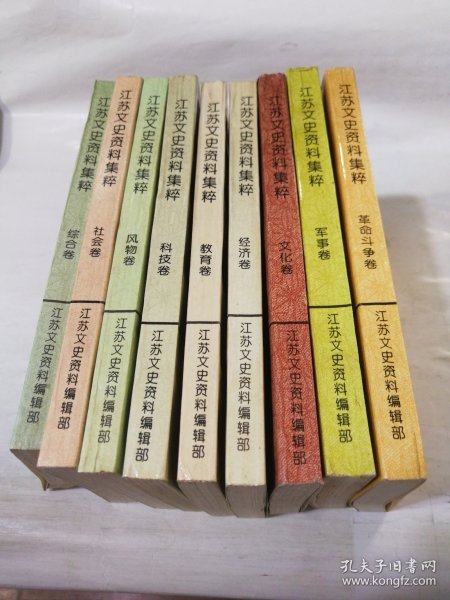 江苏文史资料集粹
综合卷
江苏文史资料编辑部
江苏文史资料集粹
社会卷
江苏文史资料编辑部
江苏文史资料集粹
风物卷
江苏文史资料编辑部
江苏文史资料集粹
科技卷
江苏文史资料编辑部
江苏文史资料集粹
教育卷
江苏文史资料编辑部
江苏文史资料集粹
经济卷
江苏文史资料编辑部
江苏文史资料集粹
文化卷
江苏文史资料编辑部
江苏文史资料集粹
军事卷
江苏文史资料编辑部
江苏文史资料集粹
革命斗争卷
江苏文史资料编辑部
孔夫子旧书网
www.kongfz.com